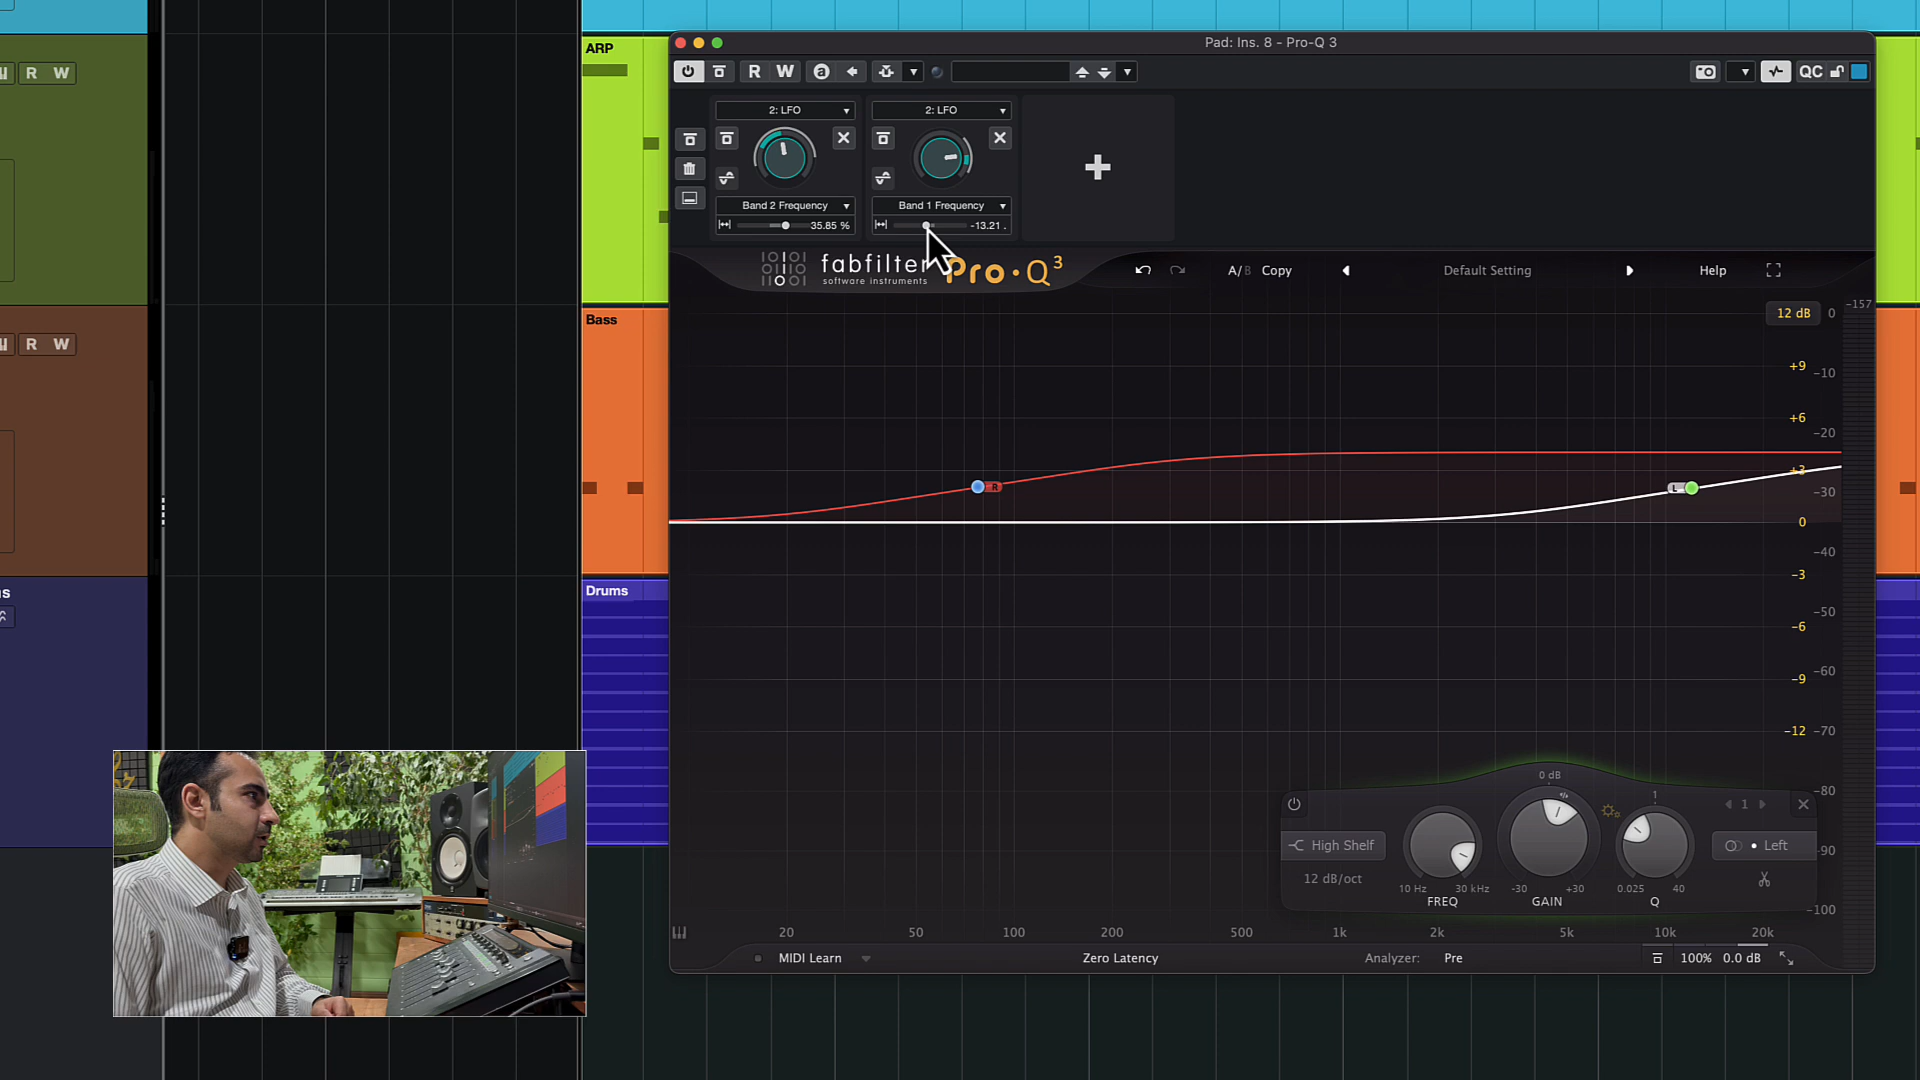 ARP
Pad: Ins. 8 - Pro-Q 3
R W
R W
QC
2: LFO
2: LFO
Band 2 Frequency
Band 1 Frequency
35.85 %
-13.21 .
fabfilter
software instruments
Pro·Q3
A/B Copy
Default Setting
Help
12 dB
0
-157
+9
-10
+6
-20
+3
-30
0
-40
-3
-50
-6
-60
-9
-12
-70
-80
-90
-100
R
L
Bass
R W
Drums
s
0 dB
1
1
High Shelf
Left
12 dB/oct
10 Hz 30 kHz
-30 +30
0.025 40
FREQ
GAIN
Q
20 50 100 200 500 1k 2k 5k 10k 20k
MIDI Learn
Zero Latency
Analyzer: Pre
100% 0.0 dB